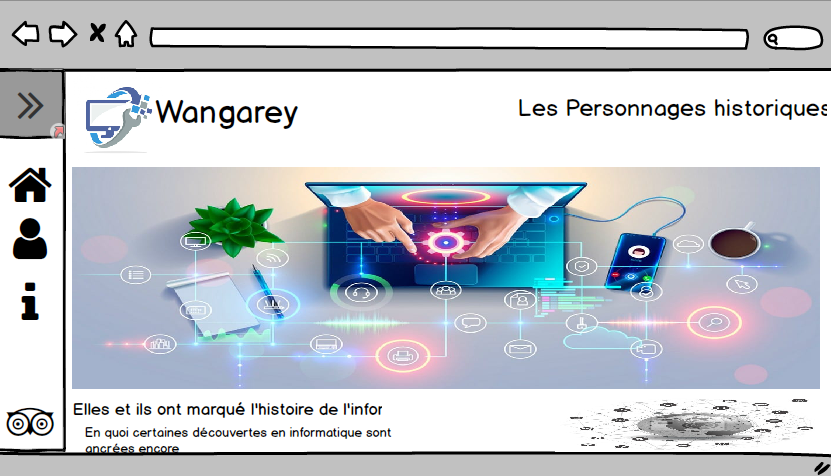 Wangarey
Les Personnages historiques
Elles et ils ont marqué l'histoire de l'infor
En quoi certaines découvertes en informatique sont
ancrées encore